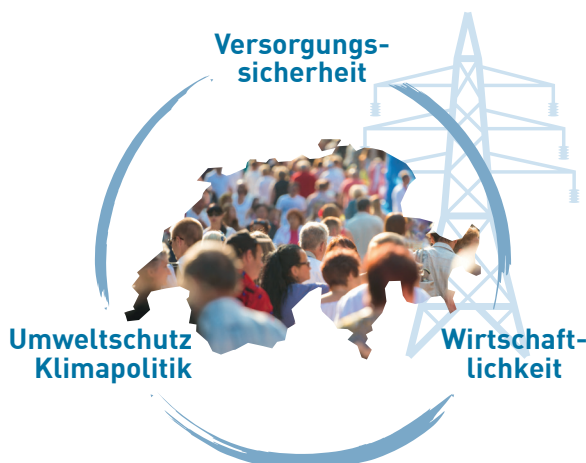 Versorgungs-
sicherheit
Umweltschutz
Klimapolitik
Wirtschaft-
lichkeit